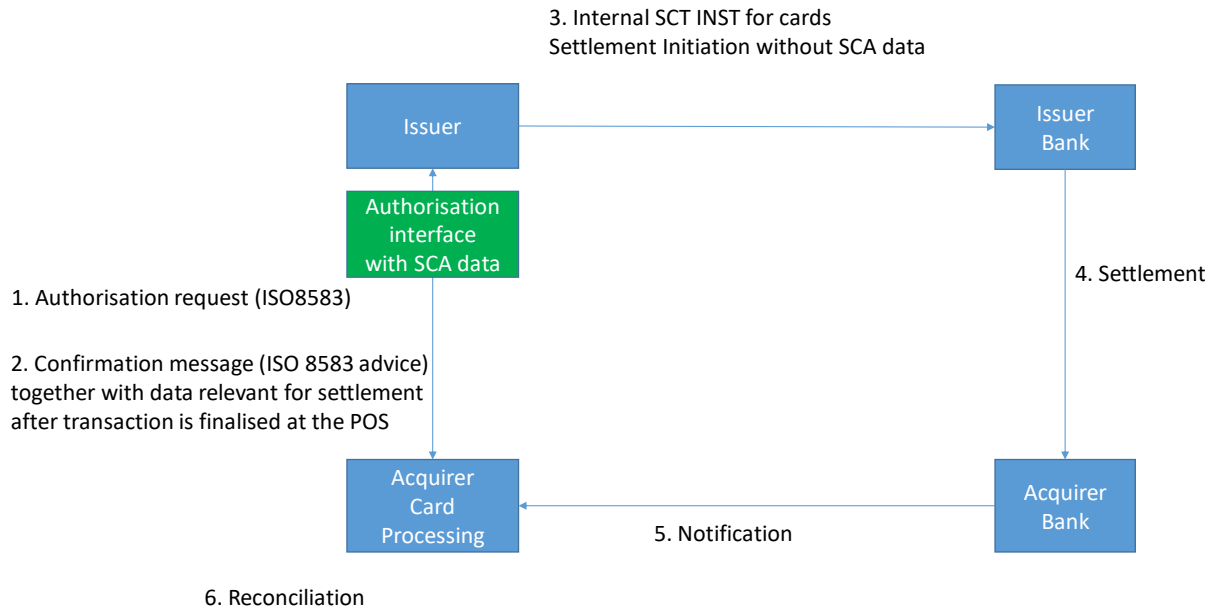 3. Internal SCT INST for cards
Settlement Initiation without SCA data
Issuer
Issuer
Bank
Authorisation
interface
with SCA data
1. Authorisation request (ISO8583)
4. Settlement
2. Confirmation message (ISO 8583 advice)
together with data relevant for settlement
after transaction is finalised at the POS
Acquirer
Card
Processing
Acquirer
Bank
5. Notification
6. Reconciliation